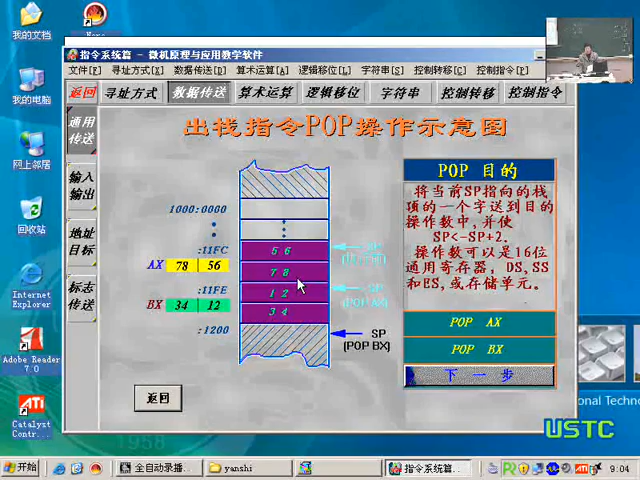 我的文档
Nero
我的电脑
网上邻居
回收站
Internet
Explorer
Adobe Reader
7.0
Catalyst
Contr...
指令系统篇 - 微机原理与应用教学软件
文件[F] 寻址方式[X] 数据传送[D] 算术运算[A] 逻辑移位[L] 字符串[S] 控制转移[C] 控制指令[P]
返回 寻址方式 数据传送 算术运算 逻辑移位 字符串 控制转移 控制指令
通用
传送
输入
输出
地址
目标
标志
传送
出栈指令POP操作示意图
1000:0000
:11FC
AX 78 56
:11FE
BX 34 12
:1200
5 6
7 8
1 2
3 4
SP
SP
(POP AX)
SP
(POP BX)
POP 目的
将当前SP指向的栈
顶的一个字送到目的
操作数中,并使
SP<-SP+2.
操作数可以是16位
通用寄存器,DS,SS
和ES,或存储单元。
POP AX
POP BX
下 一 步
返回
1958
onal Techno
USTC
开始
全自动录播...
yanshi
指令系统篇...
9:04